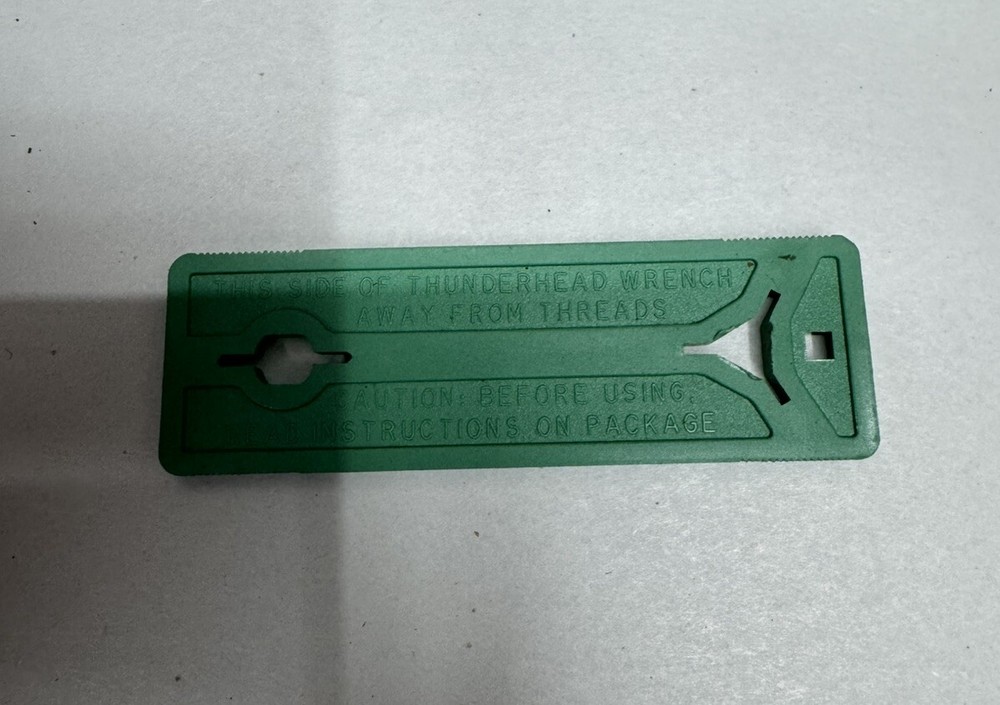 THIS SIDE OF THUNDERHEAD WRENCH
AWAY FROM THREADS
CAUTION: BEFORE USING,
INSTRUCTIONS ON PACKAGE